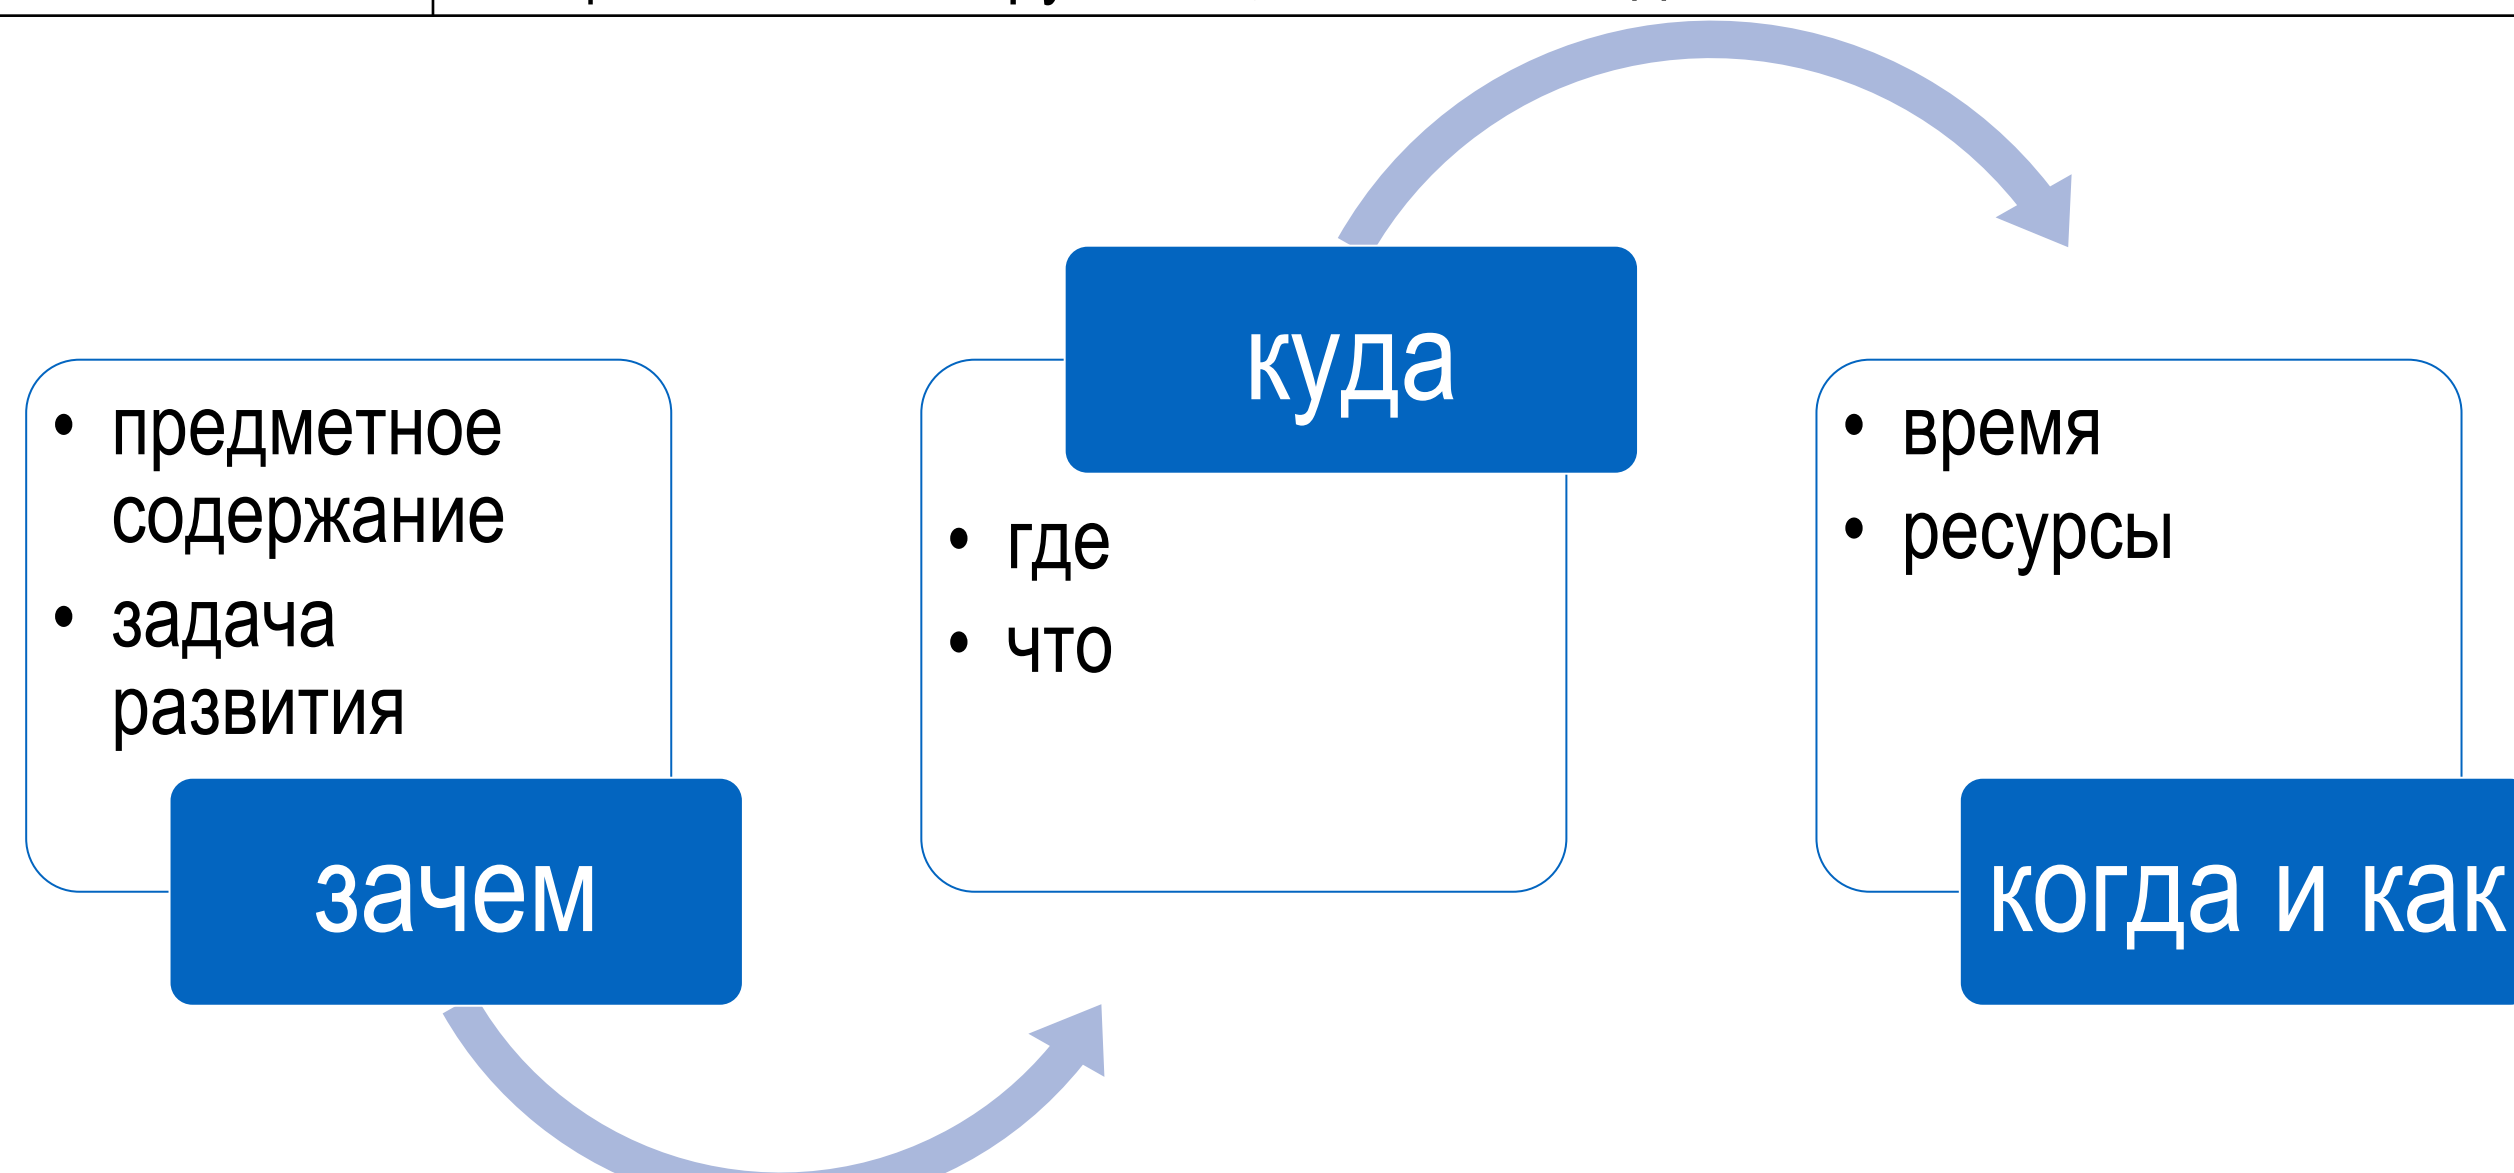 предметное
содержание
задача
развития
зачем
куда
где
что
время
ресурсы
когда и как